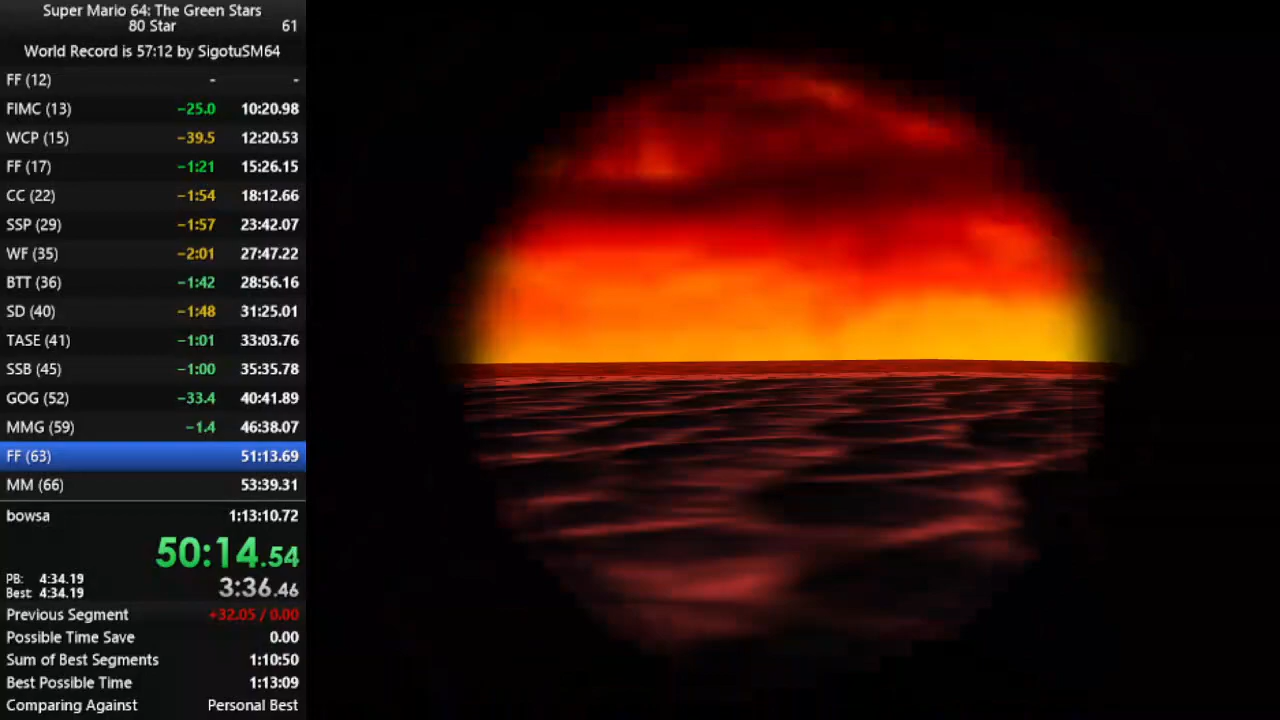 Super Mario 64: The Green Stars
80 Star 61
World Record is 57:12 by SigotuSM64
FF (12) - -
FIMC (13) −25.0 10:20.98
WCP (15) −39.5 12:20.53
FF (17) −1:21 15:26.15
CC (22) −1:54 18:12.66
SSP (29) −1:57 23:42.07
WF (35) −2:01 27:47.22
BTT (36) −1:42 28:56.16
SD (40) −1:48 31:25.01
TASE (41) −1:01 33:03.76
SSB (45) −1:00 35:35.78
GOG (52) −33.4 40:41.89
MMG (59) −1.4 46:38.07
FF (63) 51:13.69
MM (66) 53:39.31
bowsa 1:13:10.72
50:14.54
PB: 4:34.19
Best: 4:34.19
3:36.46
Previous Segment +32.05 / 0.00
Possible Time Save 0.00
Sum of Best Segments 1:10:50
Best Possible Time 1:13:09
Comparing Against Personal Best